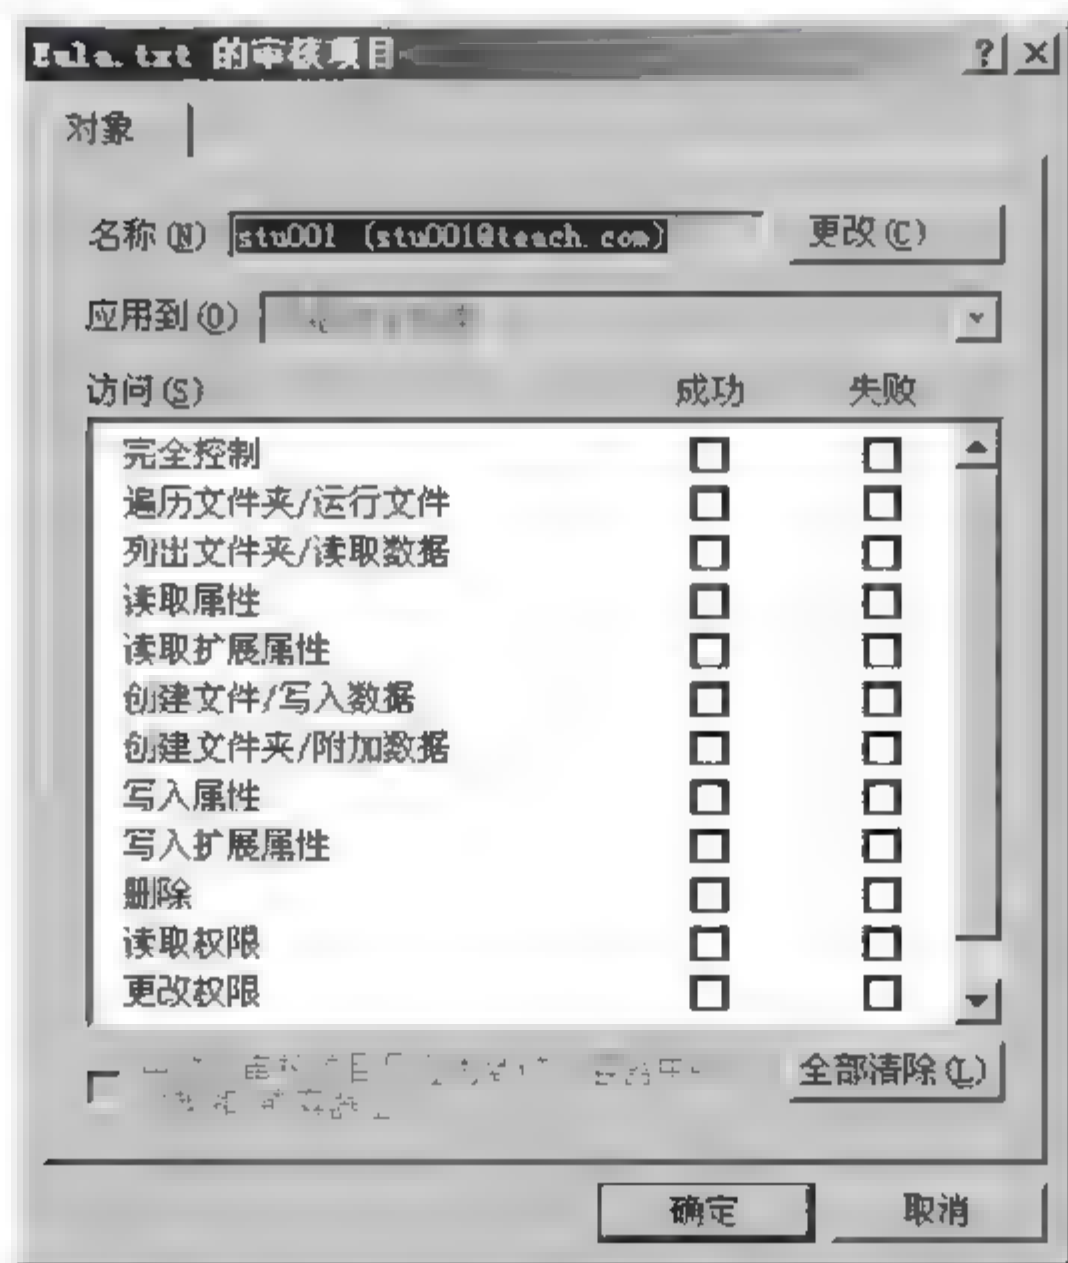 Eula.txt 的审核项目
对象
名称(N) stu001 (stu001@teach.com) 更改(C)
应用到(O)
访问(S) 成功 失败
完全控制
遍历文件夹/运行文件
列出文件夹/读取数据
读取属性
读取扩展属性
创建文件/写入数据
创建文件夹/附加数据
写入属性
写入扩展属性
删除
读取权限
更改权限
全部清除(L)
确定 取消